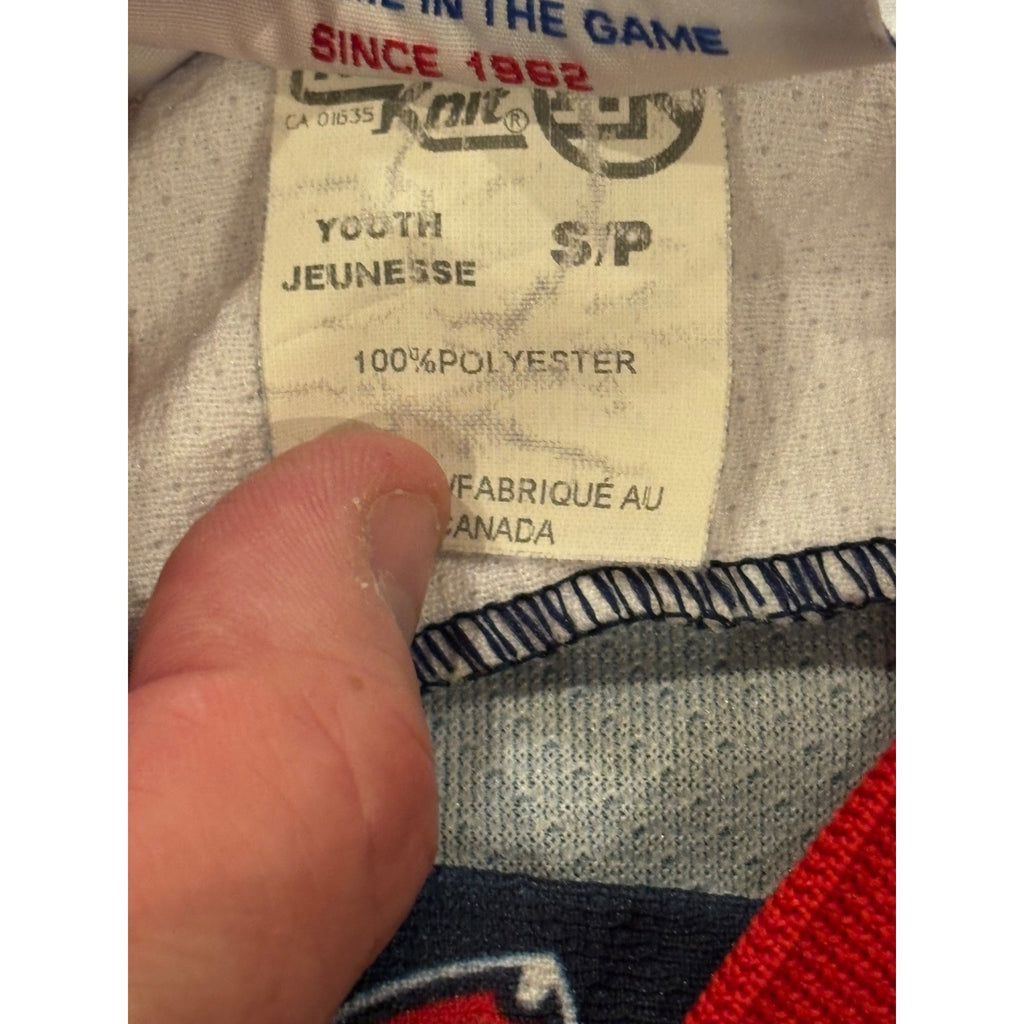 IN THE GAME
SINCE 1962
Knit®
CA 01635
YOUTH
JEUNESSE
S/P
100%POLYESTER
/FABRIQUÉ AU
CANADA